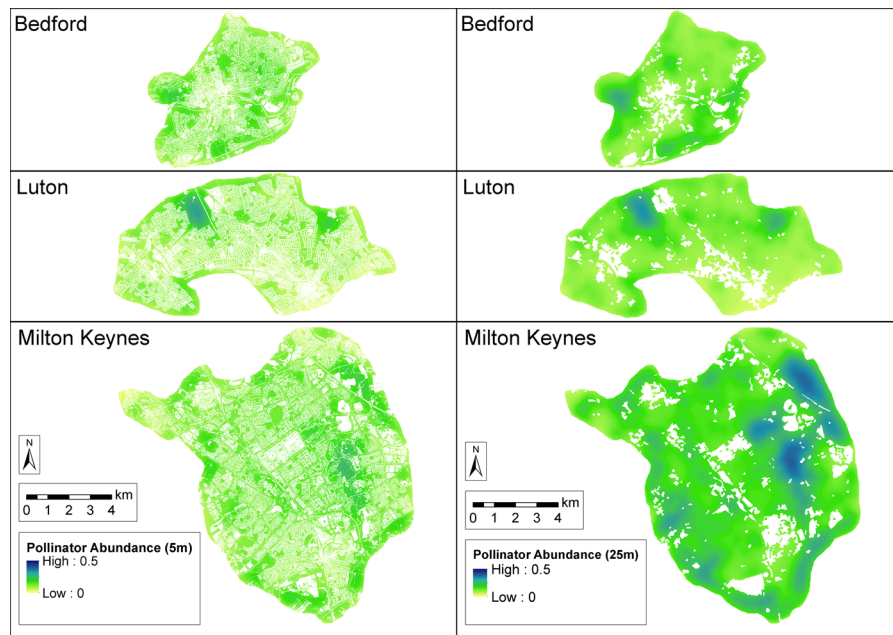 Bedford
Bedford
Luton
Luton
Milton Keynes
Milton Keynes
N
km
0 1 2 3 4
Pollinator Abundance (5m)
High : 0.5
Low : 0
N
km
0 1 2 3 4
Pollinator Abundance (25m)
High : 0.5
Low : 0